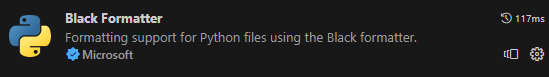 Black Formatter 117ms
Formatting support for Python files using the Black formatter.
Microsoft